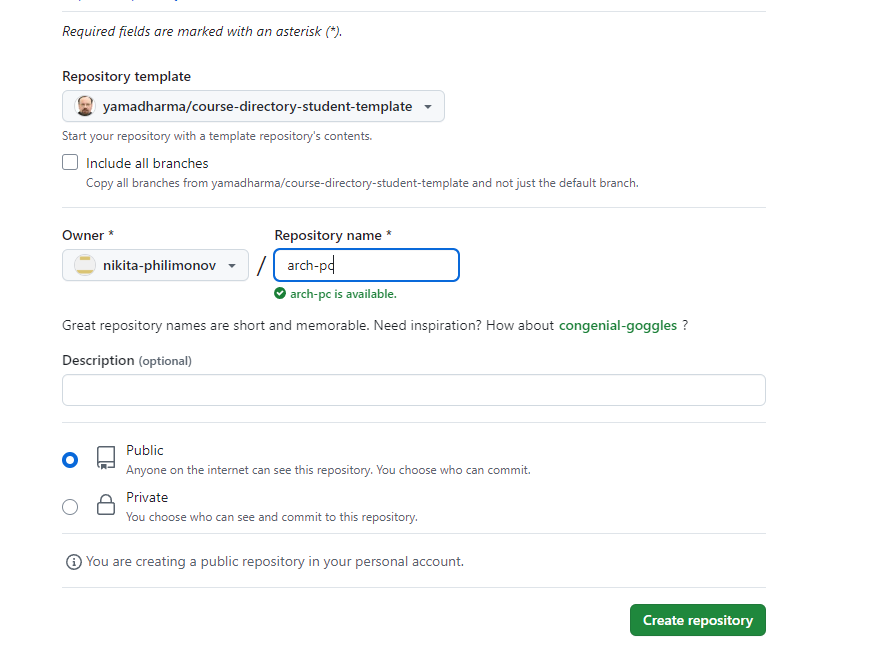 Required fields are marked with an asterisk (*).
Repository template
yamadharma/course-directory-student-template
Start your repository with a template repository's contents.
Include all branches
Copy all branches from yamadharma/course-directory-student-template and not just the default branch.
Owner * Repository name *
nikita-philimonov / arch-pc
arch-pc is available.
Great repository names are short and memorable. Need inspiration? How about congenial-goggles ?
Description (optional)
Public
Anyone on the internet can see this repository. You choose who can commit.
Private
You choose who can see and commit to this repository.
You are creating a public repository in your personal account.
Create repository